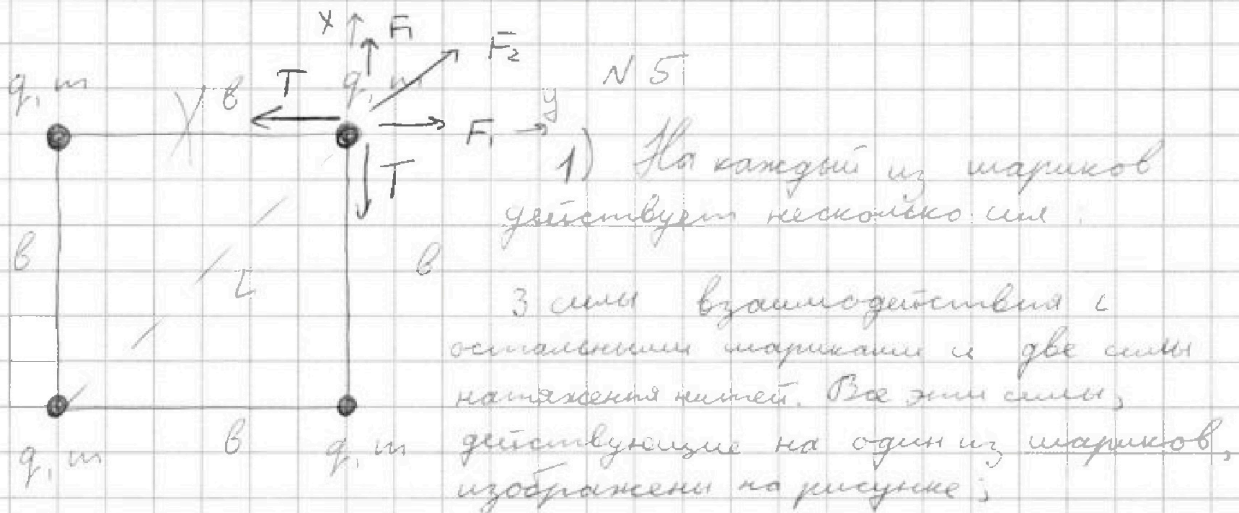 x F₁
F₂
N 5
q, m
в
T
q, m
y
F₁
T
1) На каждый из шариков
действует несколько сил.
в
L
в
3 силы взаимодействия с
остальными шариками и две силы
натяжения нитей. Все эти силы,
q, m
в
q, m
действующие на один из шариков,
изображены на рисунке;